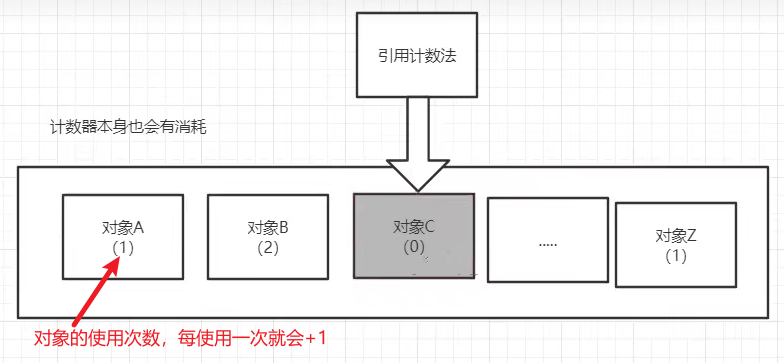 引用计数法
计数器本身也会有消耗
对象A
(1)
对象B
(2)
对象C
(0)
.....
对象Z
(1)
对象的使用次数，每使用一次就会+1